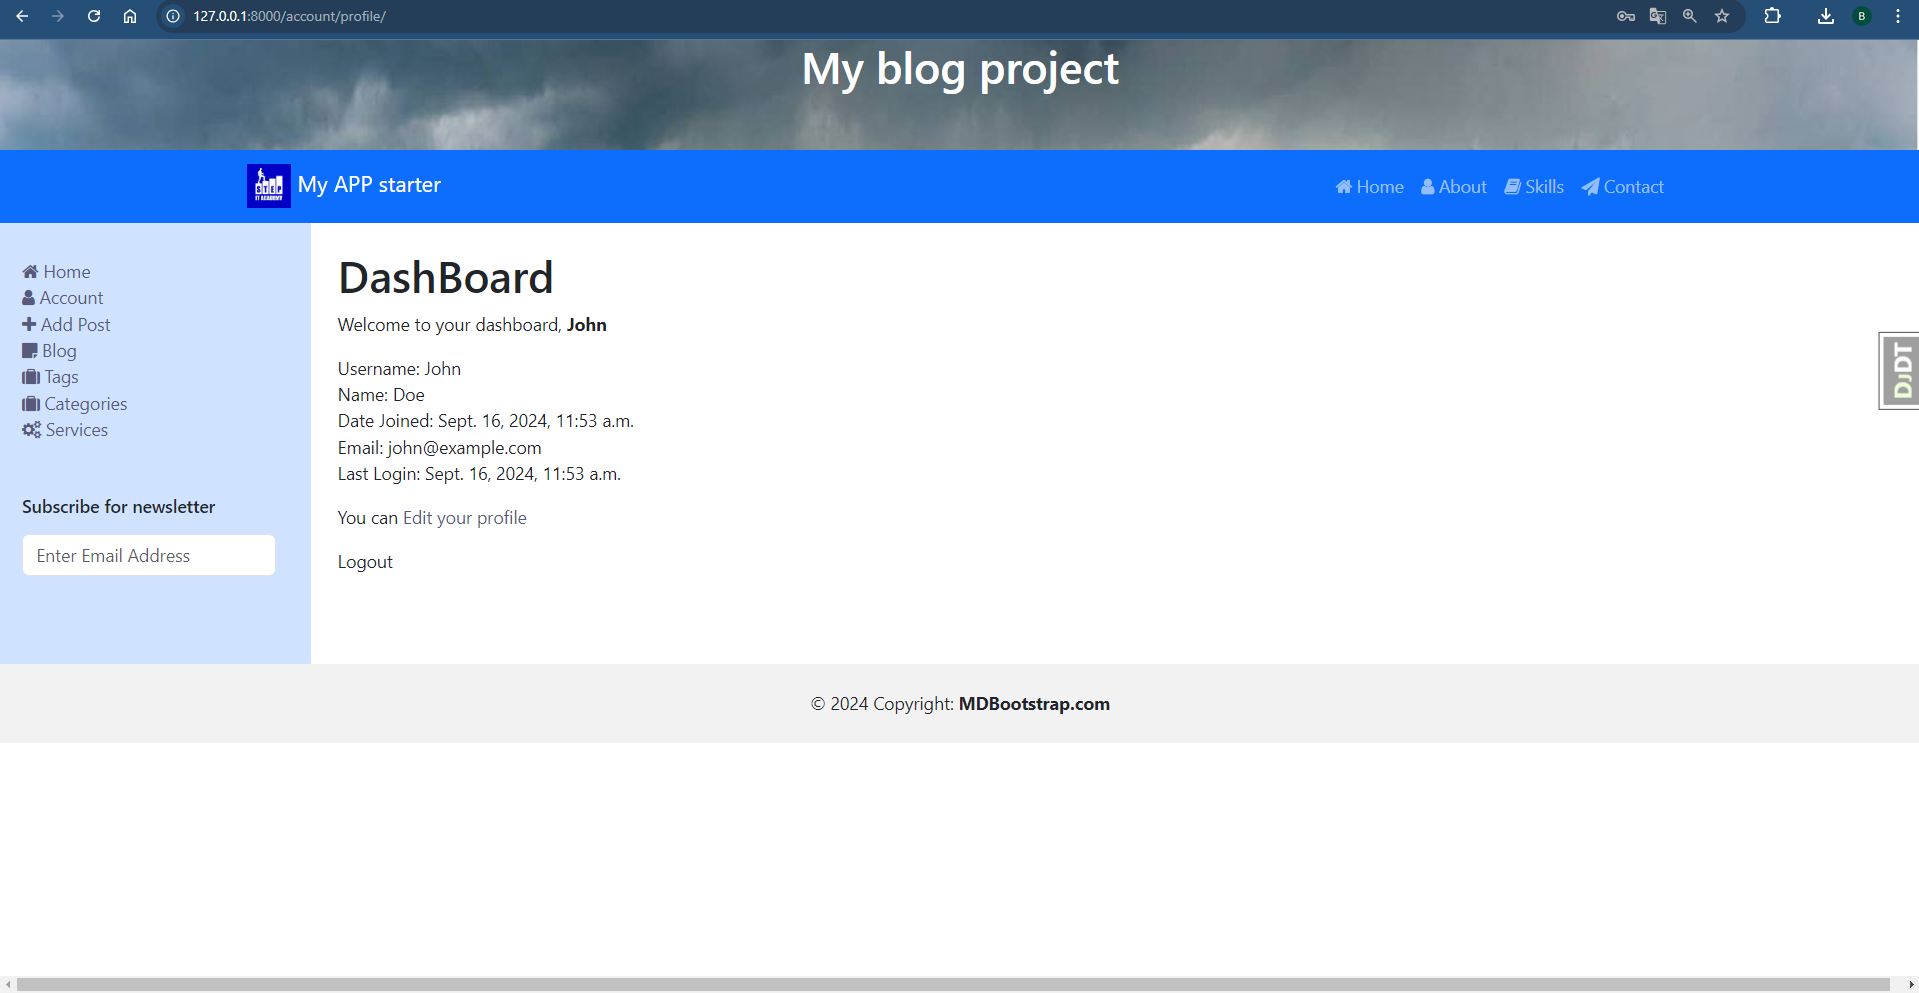 127.0.0.1:8000/account/profile/
B
My blog project
STEP
IT ACADEMY
My APP starter
Home
About
Skills
Contact
Home
Account
Add Post
Blog
Tags
Categories
Services
Subscribe for newsletter
Enter Email Address
DashBoard
Welcome to your dashboard, John
Username: John
Name: Doe
Date Joined: Sept. 16, 2024, 11:53 a.m.
Email: john@example.com
Last Login: Sept. 16, 2024, 11:53 a.m.
You can Edit your profile
Logout
DJDT
© 2024 Copyright: MDBootstrap.com